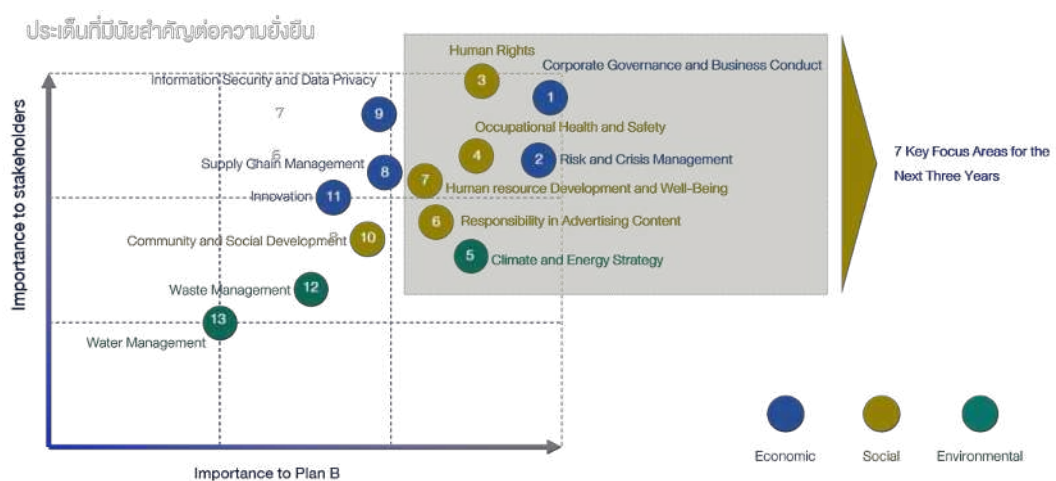 ประเด็นที่มีนัยสำคัญต่อความยั่งยืน
Human Rights
3
Corporate Governance and Business Conduct
1
Information Security and Data Privacy
7
9
Occupational Health and Safety
4
2
Risk and Crisis Management
7 Key Focus Areas for the
Next Three Years
6
Supply Chain Management
8
7
Human resource Development and Well-Being
Innovation
11
6
Responsibility in Advertising Content
Community and Social Development
8
10
5
Climate and Energy Strategy
Waste Management
12
13
Water Management
Importance to stakeholders
Importance to Plan B
Economic
Social
Environmental